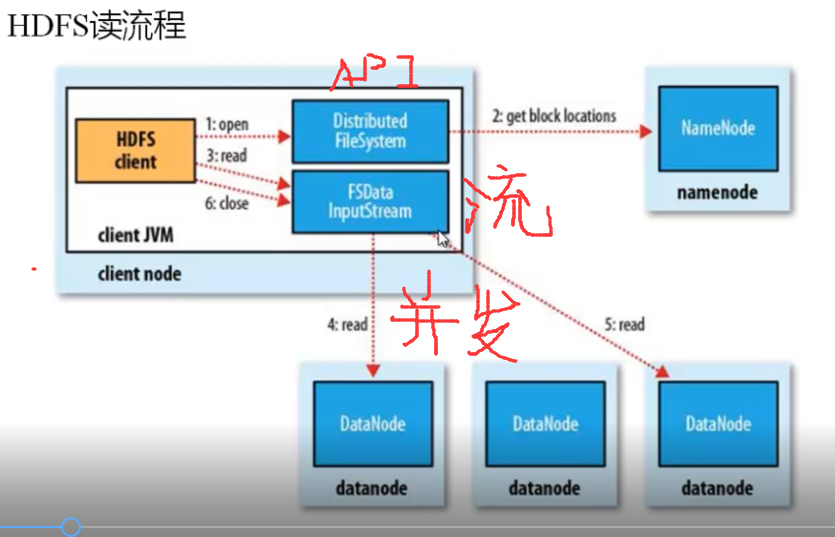 HDFS读流程
API
1: open
HDFS
client
Distributed
FileSystem
2: get block locations
NameNode
namenode
3: read
6: close
FSData
InputStream
流
client JVM
client node
并发
4: read
5: read
DataNode
datanode
DataNode
datanode
DataNode
datanode